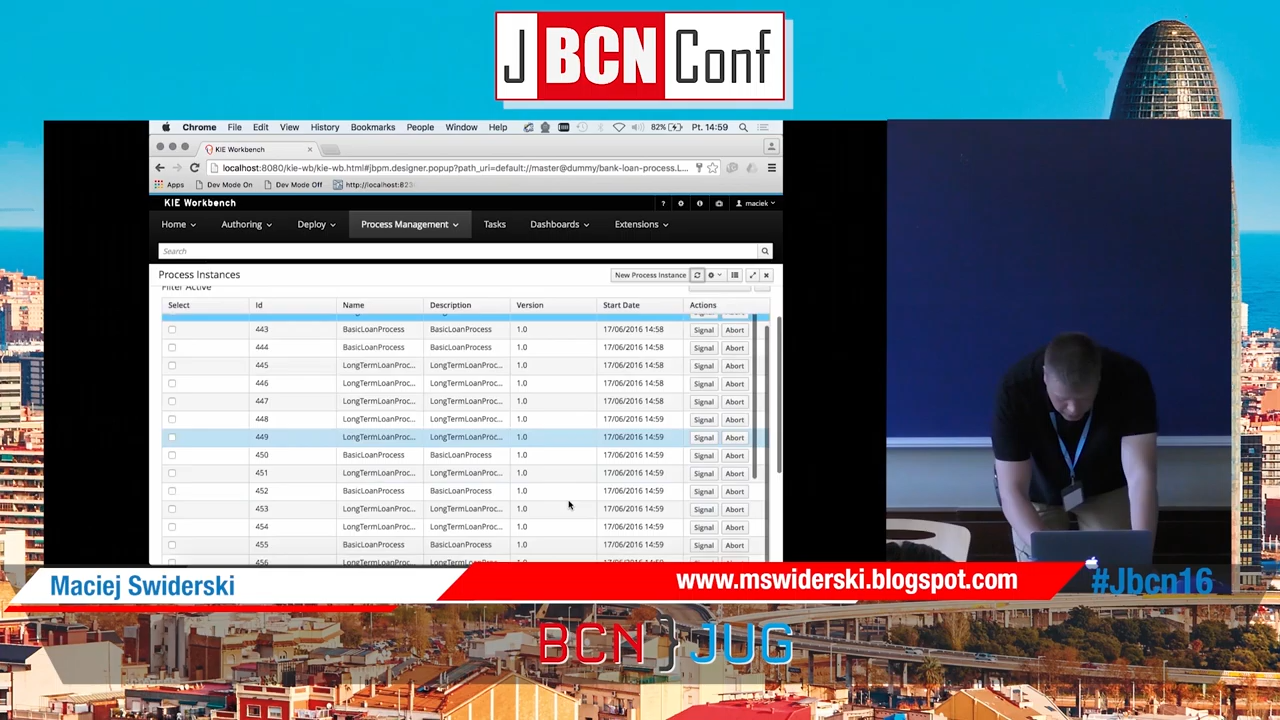 J BCN Conf
Chrome File Edit View History Bookmarks People Window Help 82% Pt. 14:59
KIE Workbench
localhost:8080/kie-wb/kie-wb.html#jbpm.designer.popup?path_uri=default://master@dummy/bank-loan-process.L...
Apps Dev Mode On Dev Mode Off http://localhost:823
KIE Workbench ? maciek
Home Authoring Deploy Process Management Tasks Dashboards Extensions
Search
Process Instances New Process Instance
Filter Active
Select Id Name Description Version Start Date Actions
Signal Abort
443 BasicLoanProcess BasicLoanProcess 1.0 17/06/2016 14:58 Signal Abort
444 BasicLoanProcess BasicLoanProcess 1.0 17/06/2016 14:58 Signal Abort
445 LongTermLoanProc... LongTermLoanProc... 1.0 17/06/2016 14:58 Signal Abort
446 LongTermLoanProc... LongTermLoanProc... 1.0 17/06/2016 14:58 Signal Abort
447 LongTermLoanProc... LongTermLoanProc... 1.0 17/06/2016 14:58 Signal Abort
448 LongTermLoanProc... LongTermLoanProc... 1.0 17/06/2016 14:59 Signal Abort
449 LongTermLoanProc... LongTermLoanProc... 1.0 17/06/2016 14:59 Signal Abort
450 BasicLoanProcess BasicLoanProcess 1.0 17/06/2016 14:59 Signal Abort
451 LongTermLoanProc... LongTermLoanProc... 1.0 17/06/2016 14:59 Signal Abort
452 BasicLoanProcess BasicLoanProcess 1.0 17/06/2016 14:59 Signal Abort
453 LongTermLoanProc... LongTermLoanProc... 1.0 17/06/2016 14:59 Signal Abort
454 LongTermLoanProc... LongTermLoanProc... 1.0 17/06/2016 14:59 Signal Abort
455 BasicLoanProcess BasicLoanProcess 1.0 17/06/2016 14:59 Signal Abort
456 LongTermLoanProc... LongTermLoanProc...
Maciej Swiderski www.mswiderski.blogspot.com #Jbcn16
BCN JUG